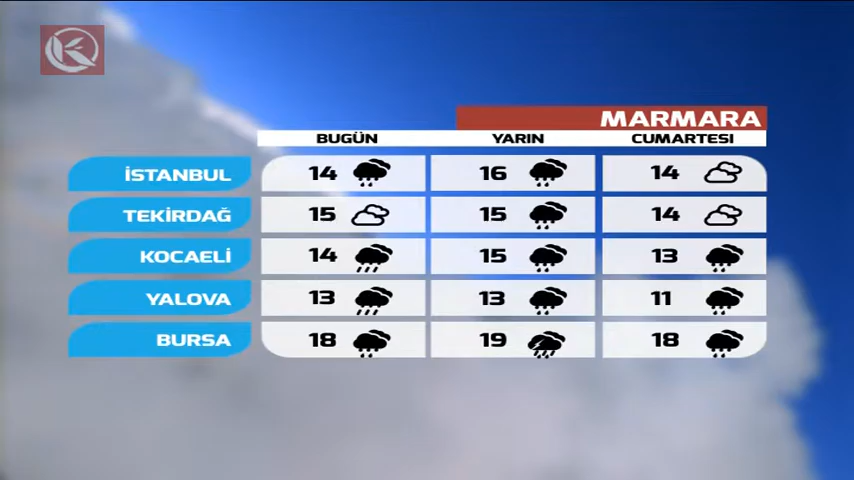 MARMARA
BUGÜN YARIN CUMARTESI
İSTANBUL 14 16 14
TEKİRDAĞ 15 15 14
KOCAELİ 14 15 13
YALOVA 13 13 11
BURSA 18 19 18